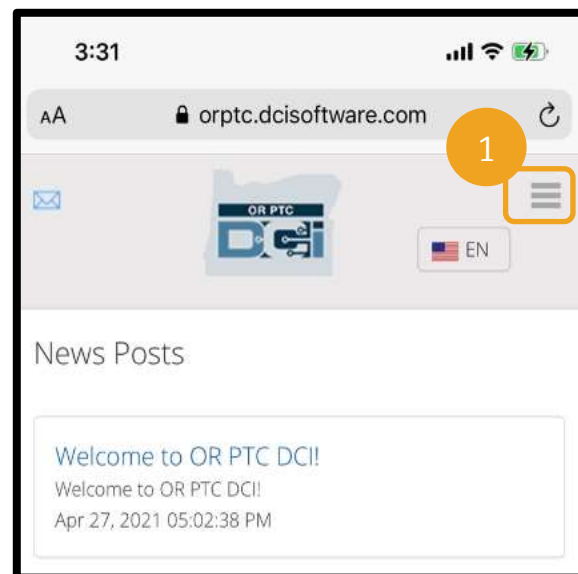 3:31
AA orptc.dcisoftware.com
1
OR PTC
DCi
EN
News Posts
Welcome to OR PTC DCI!
Welcome to OR PTC DCI!
Apr 27, 2021 05:02:38 PM